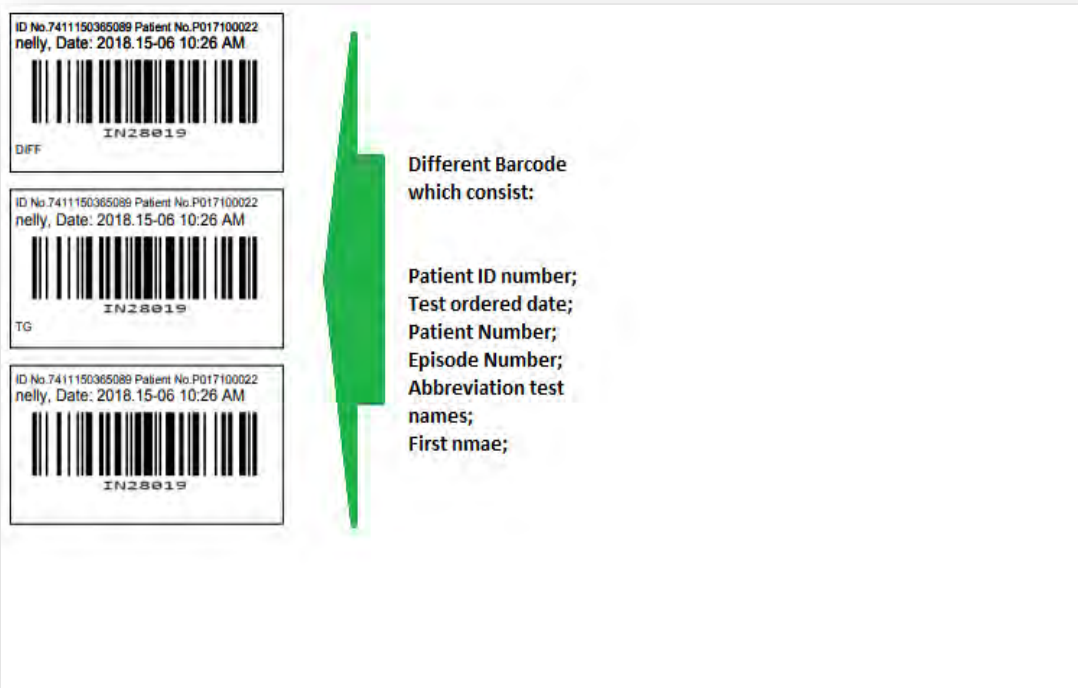 ID No.7411150365089 Patient No.P017100022
nelly, Date: 2018.15-06 10:26 AM
IN28019
DIFF
ID No.7411150365089 Patient No.P017100022
nelly, Date: 2018.15-06 10:26 AM
IN28019
TG
ID No.7411150365089 Patient No.P017100022
nelly, Date: 2018.15-06 10:26 AM
IN28019
Different Barcode
which consist:
Patient ID number;
Test ordered date;
Patient Number;
Episode Number;
Abbreviation test
names;
First nmae;